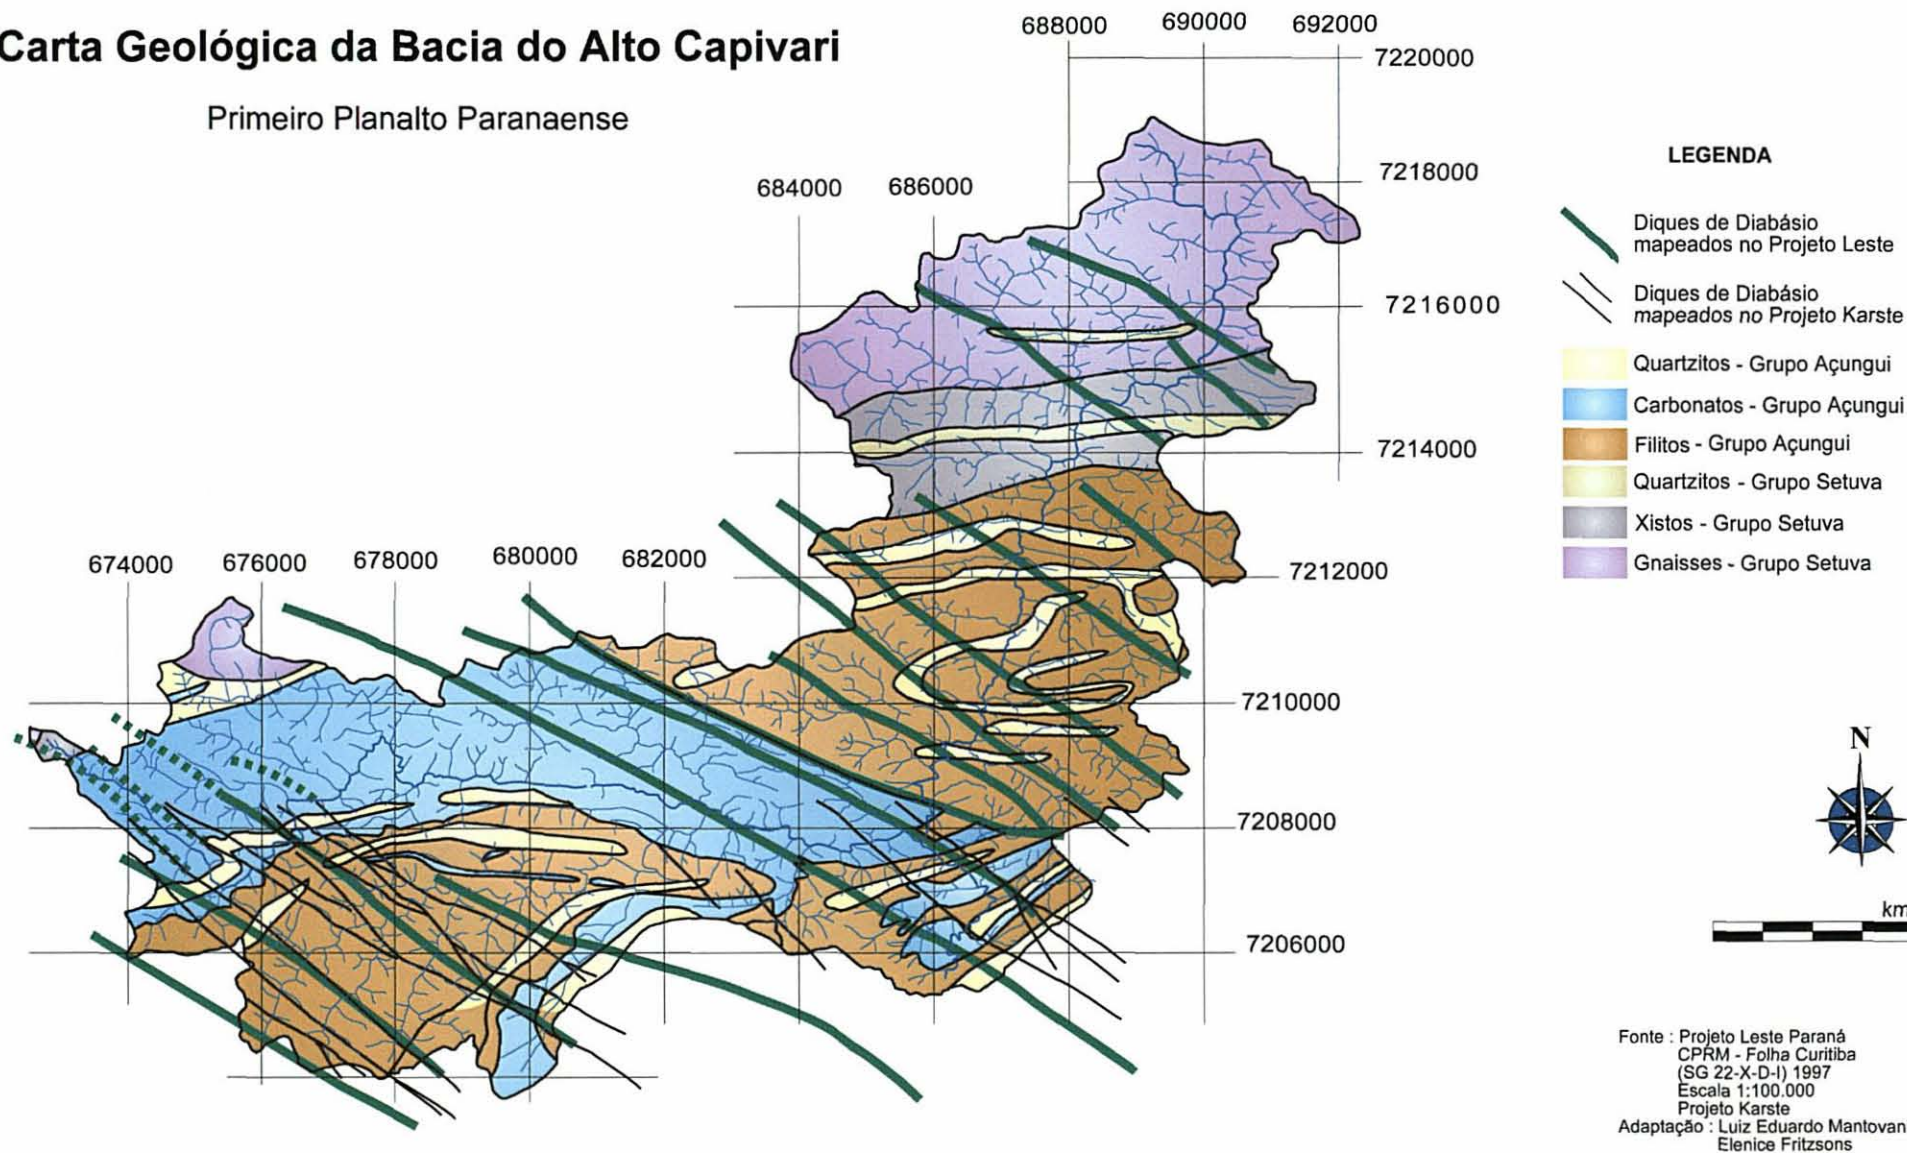 Carta Geológica da Bacia do Alto Capivari
Primeiro Planalto Paranaense
688000 690000 692000
7220000
7218000
684000 686000
7216000
7214000
674000 676000 678000 680000 682000
7212000
7210000
7208000
7206000
LEGENDA
Diques de Diabásio
mapeados no Projeto Leste
Diques de Diabásio
mapeados no Projeto Karste
Quartzitos - Grupo Açungui
Carbonatos - Grupo Açungui
Filitos - Grupo Açungui
Quartzitos - Grupo Setuva
Xistos - Grupo Setuva
Gnaisses - Grupo Setuva
N
km
Fonte : Projeto Leste Paraná
CPRM - Folha Curitiba
(SG 22-X-D-I) 1997
Escala 1:100.000
Projeto Karste
Adaptação : Luiz Eduardo Mantovan
Elenice Fritzsons